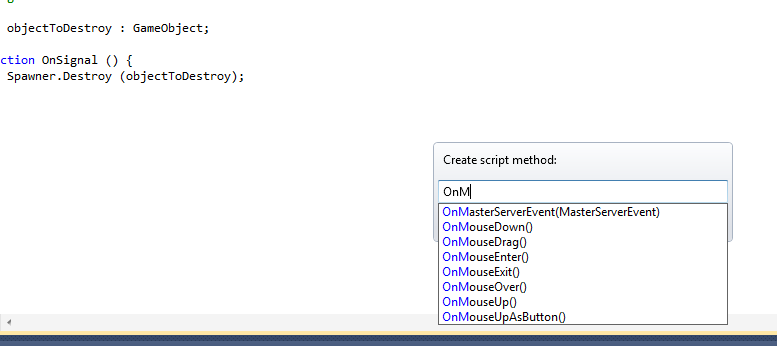 objectToDestroy : GameObject;
ction OnSignal () {
Spawner.Destroy (objectToDestroy);
Create script method:
OnM
OnMasterServerEvent(MasterServerEvent)
OnMouseDown()
OnMouseDrag()
OnMouseEnter()
OnMouseExit()
OnMouseOver()
OnMouseUp()
OnMouseUpAsButton()